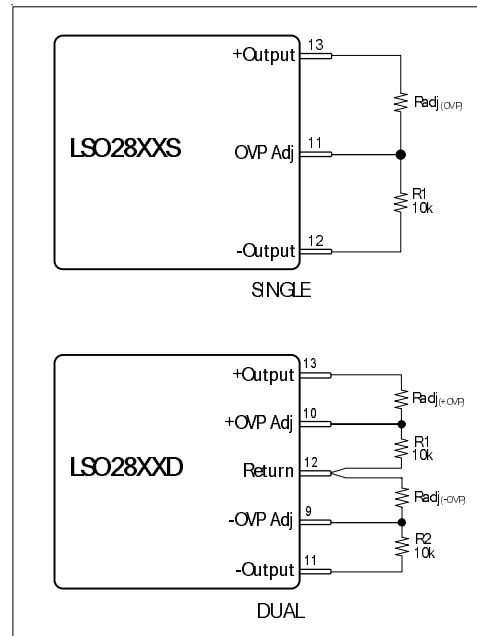 13
+Output
Radj(OVP)
LSO28XXS
OVP Adj
11
R1
10k
12
-Output
SINGLE
13
+Output
Radj(+OVP)
10
+OVP Adj
R1
10k
LSO28XXD
Return
12
Radj(-OVP)
9
-OVP Adj
R2
10k
11
-Output
DUAL